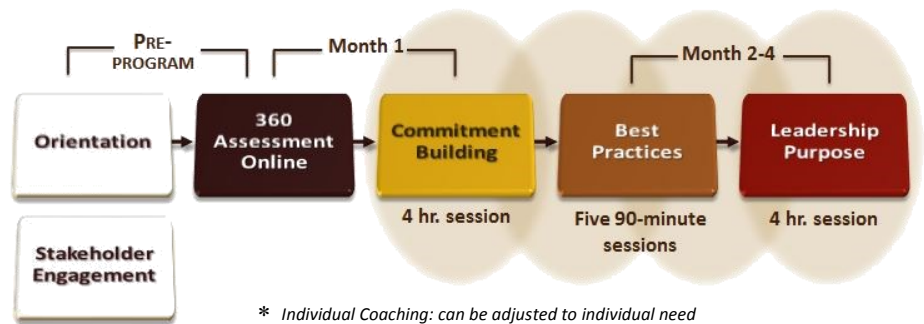 PRE-
PROGRAM
Month 1
Month 2-4
Orientation
360
Assessment
Online
Commitment
Building
Best
Practices
Leadership
Purpose
4 hr. session
Five 90-minute
sessions
4 hr. session
Stakeholder
Engagement
* Individual Coaching: can be adjusted to individual need